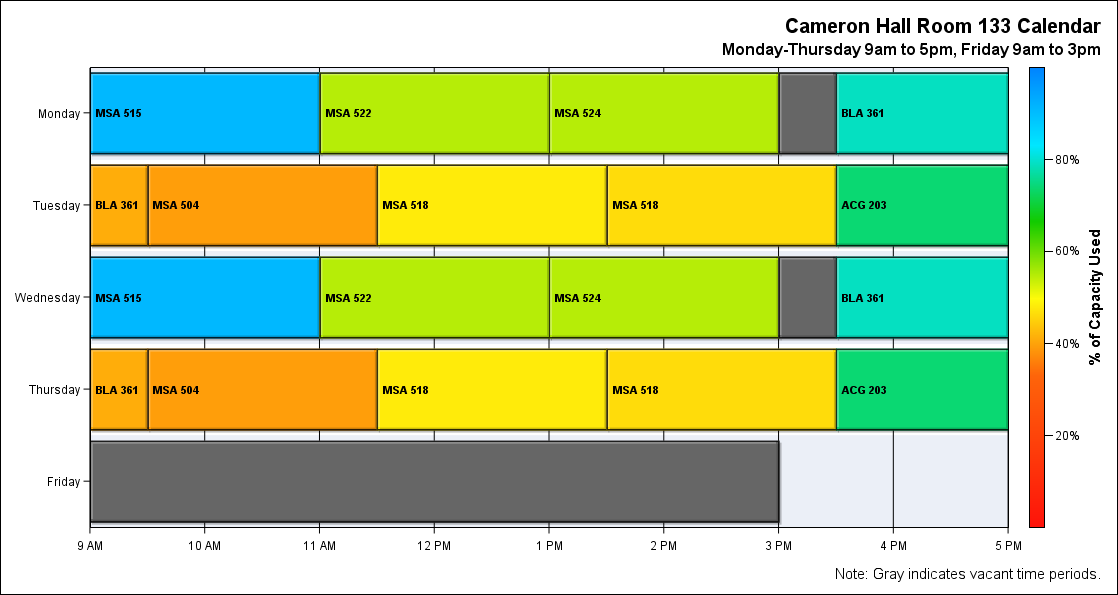 Cameron Hall Room 133 Calendar
Monday-Thursday 9am to 5pm, Friday 9am to 3pm
Monday
MSA 515
MSA 522
MSA 524
BLA 361
Tuesday
BLA 361
MSA 504
MSA 518
MSA 518
ACG 203
Wednesday
MSA 515
MSA 522
MSA 524
BLA 361
Thursday
BLA 361
MSA 504
MSA 518
MSA 518
ACG 203
Friday
9 AM
10 AM
11 AM
12 PM
1 PM
2 PM
3 PM
4 PM
5 PM
80%
60%
40%
20%
% of Capacity Used
Note: Gray indicates vacant time periods.